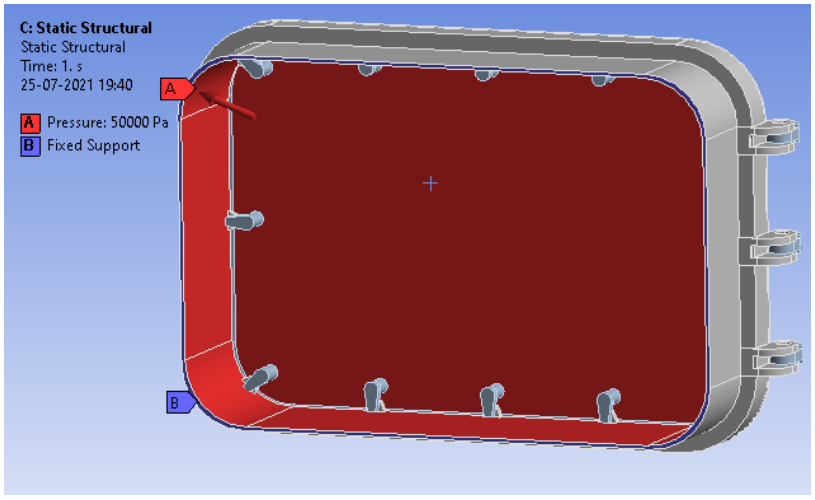 C: Static Structural
Static Structural
Time: 1. s
25-07-2021 19:40
A Pressure: 50000 Pa
B Fixed Support
A
B